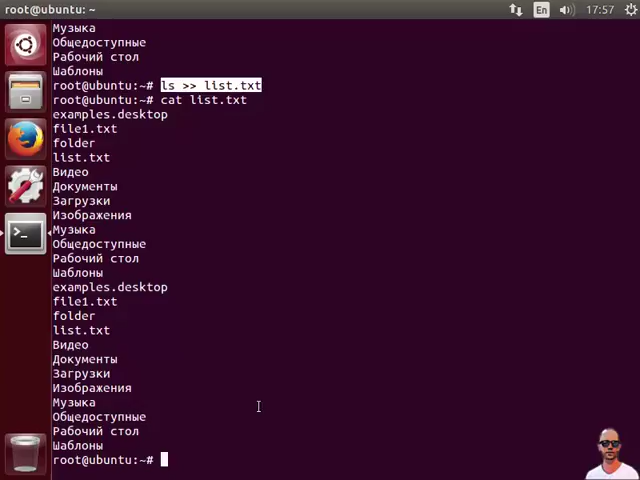 root@ubuntu: ~
En
17:57
Музыка
Общедоступные
Рабочий стол
Шаблоны
root@ubuntu:~# ls >> list.txt
root@ubuntu:~# cat list.txt
examples.desktop
file1.txt
folder
list.txt
Видео
Документы
Загрузки
Изображения
Музыка
Общедоступные
Рабочий стол
Шаблоны
examples.desktop
file1.txt
folder
list.txt
Видео
Документы
Загрузки
Изображения
Музыка
Общедоступные
Рабочий стол
Шаблоны
root@ubuntu:~#